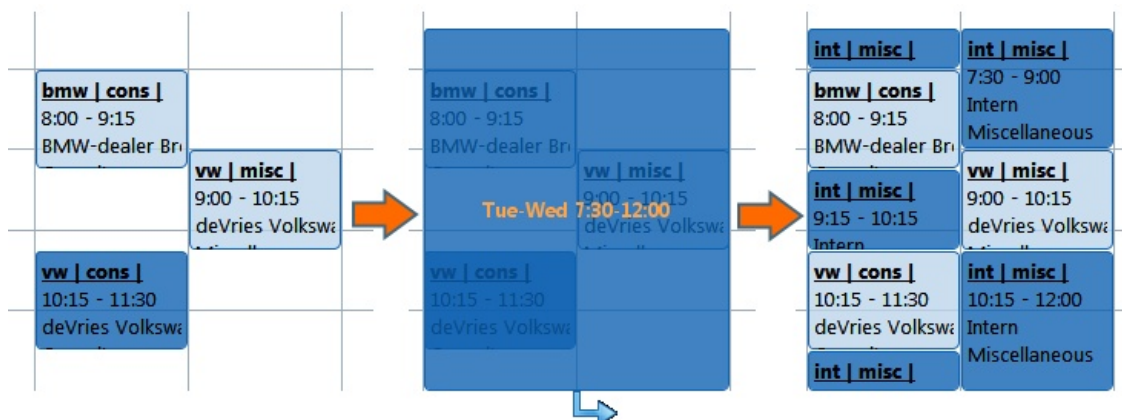 bmw | cons |
8:00 - 9:15
BMW-dealer Bre
vw | misc |
9:00 - 10:15
deVries Volkswa
vw | cons |
10:15 - 11:30
deVries Volkswa
bmw | cons |
8:00 - 9:15
BMW-dealer Bre
vw | misc |
9:00 - 10:15
deVries Volkswa
Tue-Wed 7:30-12:00
vw | cons |
10:15 - 11:30
deVries Volkswa
int | misc |
bmw | cons |
8:00 - 9:15
BMW-dealer Bre
int | misc |
9:15 - 10:15
Intern
vw | cons |
10:15 - 11:30
deVries Volkswa
int | misc |
int | misc |
7:30 - 9:00
Intern
Miscellaneous
vw | misc |
9:00 - 10:15
deVries Volkswa
int | misc |
10:15 - 12:00
Intern
Miscellaneous